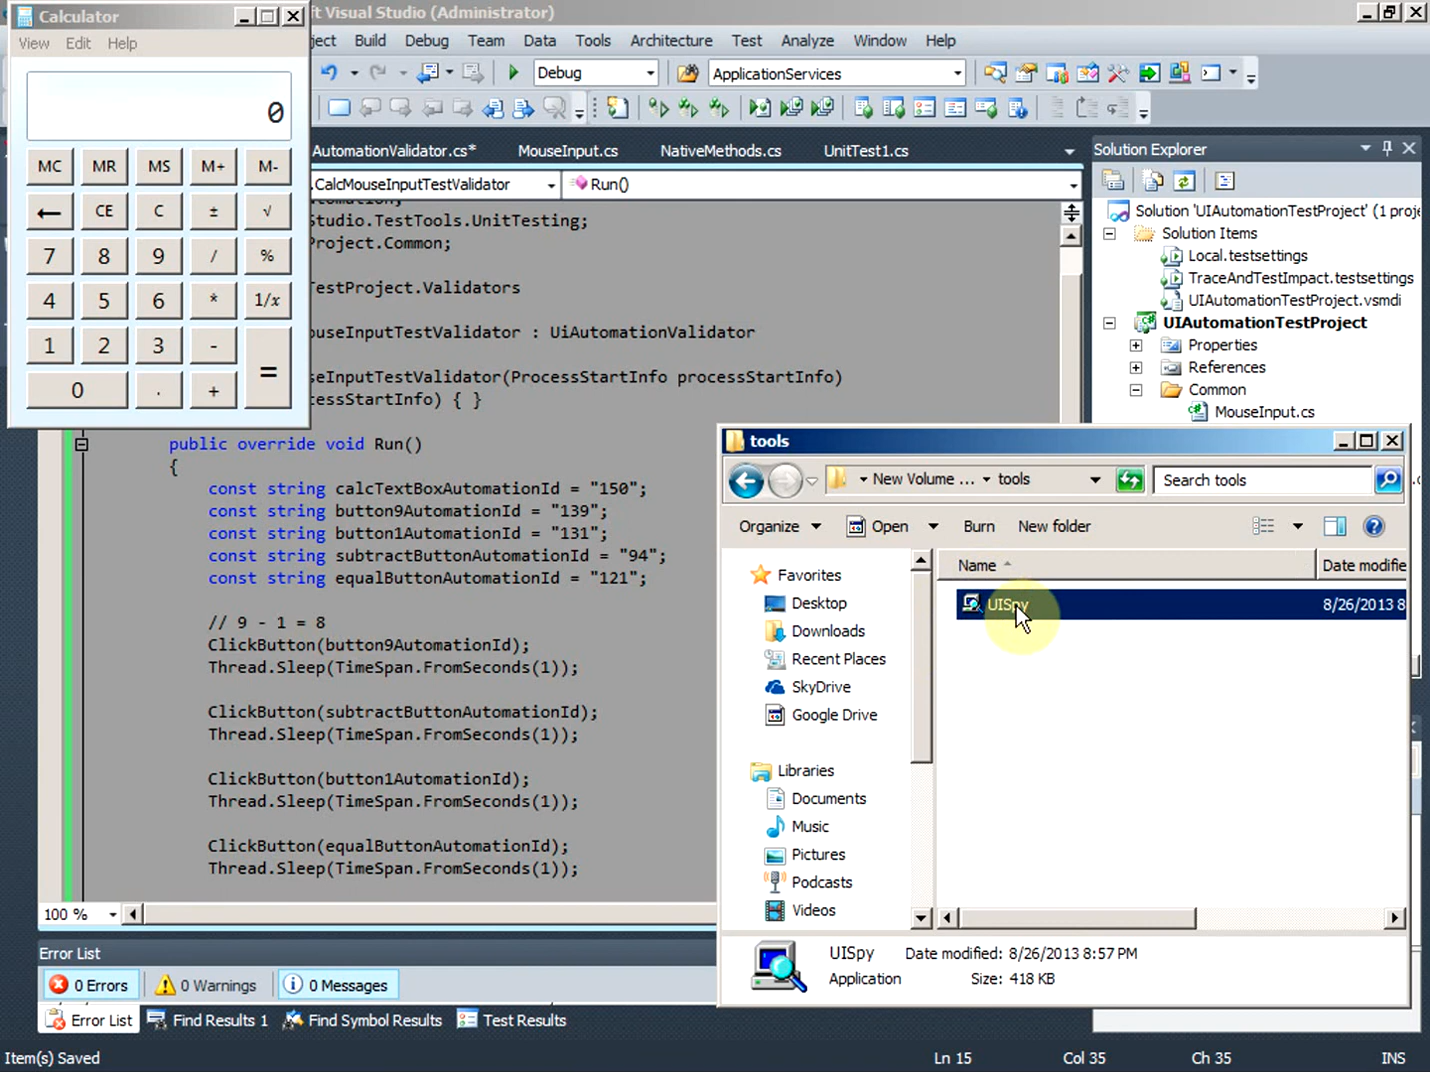 Calculator
View Edit Help
0
MC MR MS M+ M-
← CE C ± √
7 8 9 / %
4 5 6 * 1/x
1 2 3 - =
0 . +
ft Visual Studio (Administrator)
ject Build Debug Team Data Tools Architecture Test Analyze Window Help
Debug ApplicationServices
AutomationValidator.cs* MouseInput.cs NativeMethods.cs UnitTest1.cs
.CalcMouseInputTestValidator Run()
Studio.TestTools.UnitTesting;
Project.Common;
TestProject.Validators
ouseInputTestValidator : UiAutomationValidator
useInputTestValidator(ProcessStartInfo processStartInfo)
cessStartInfo) { }
public override void Run()
{
const string calcTextBoxAutomationId = "150";
const string button9AutomationId = "139";
const string button1AutomationId = "131";
const string subtractButtonAutomationId = "94";
const string equalButtonAutomationId = "121";
// 9 - 1 = 8
ClickButton(button9AutomationId);
Thread.Sleep(TimeSpan.FromSeconds(1));
ClickButton(subtractButtonAutomationId);
Thread.Sleep(TimeSpan.FromSeconds(1));
ClickButton(button1AutomationId);
Thread.Sleep(TimeSpan.FromSeconds(1));
ClickButton(equalButtonAutomationId);
Thread.Sleep(TimeSpan.FromSeconds(1));
100 %
Error List
0 Errors 0 Warnings 0 Messages
Error List Find Results 1 Find Symbol Results Test Results
Item(s) Saved Ln 15 Col 35 Ch 35 INS
Solution Explorer
Solution 'UIAutomationTestProject' (1 proje
Solution Items
Local.testsettings
TraceAndTestImpact.testsettings
UIAutomationTestProject.vsmdi
UIAutomationTestProject
Properties
References
Common
MouseInput.cs
tools
New Volume ... tools Search tools
Organize Open Burn New folder
Favorites
Desktop
Downloads
Recent Places
SkyDrive
Google Drive
Libraries
Documents
Music
Pictures
Podcasts
Videos
Name Date modifie
UISpy 8/26/2013 8
UISpy Date modified: 8/26/2013 8:57 PM
Application Size: 418 KB